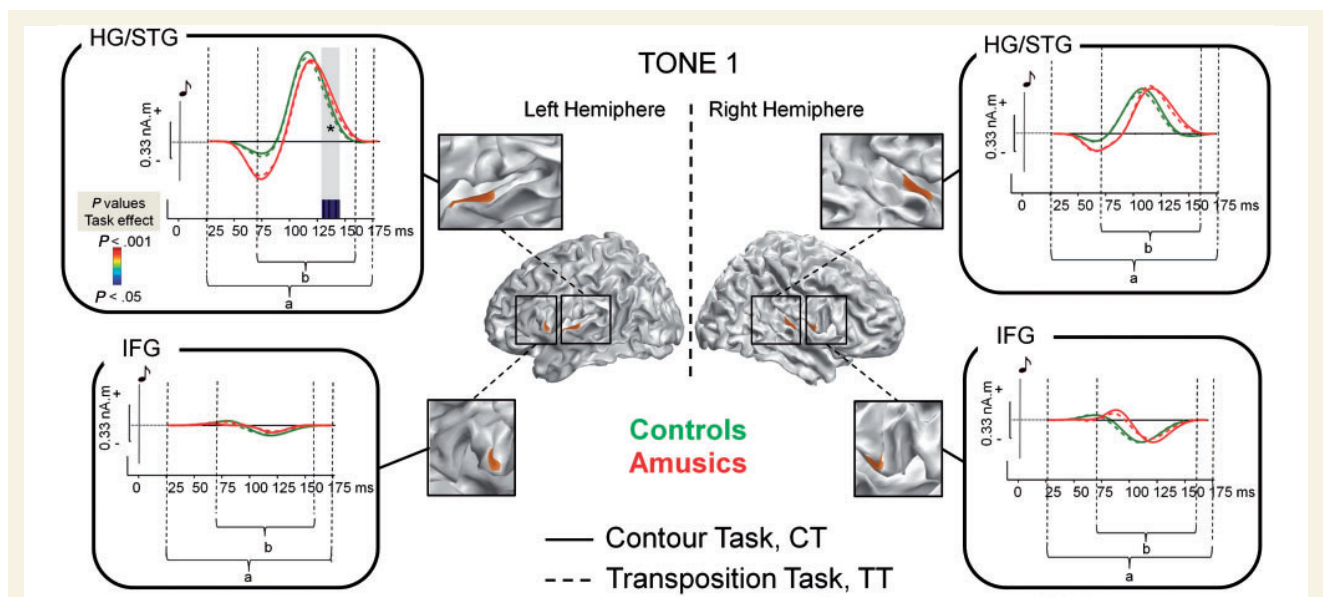 HG/STG
0.33 nA.m
+
-
*
P values
Task effect
P < .001
P < .05
0 25 50 75 100 125 150 175 ms
b
a
TONE 1
Left Hemiphere
Right Hemiphere
HG/STG
0.33 nA.m
+
-
0 25 50 75 100 125 150 175 ms
b
a
IFG
0.33 nA.m
+
-
0 25 50 75 100 125 150 175 ms
b
a
Controls
Amusics
Contour Task, CT
Transposition Task, TT
IFG
0.33 nA.m
+
-
0 25 50 75 100 125 150 175 ms
b
a